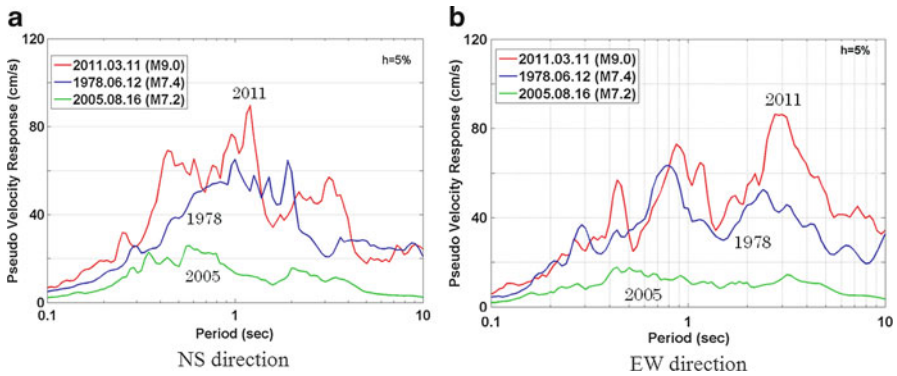 a
120
80
40
0
Pseudo Velocity Response (cm/s)
2011.03.11 (M9.0)
1978.06.12 (M7.4)
2005.08.16 (M7.2)
h=5%
2011
1978
2005
0.1
1
10
Period (sec)
NS direction
b
120
80
40
0
Pseudo Velocity Response (cm/s)
2011.03.11 (M9.0)
1978.06.12 (M7.4)
2005.08.16 (M7.2)
h=5%
2011
1978
2005
0.1
1
10
Period (sec)
EW direction